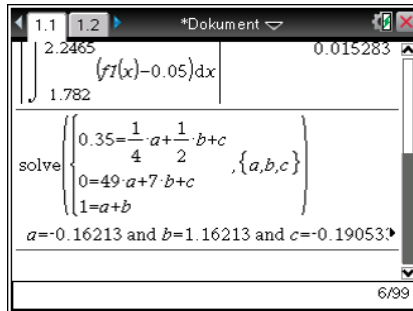 1.1 1.2 *Dokument
2.2465
(f1(x)-0.05)dx 0.015283
1.782
0.35=1/4·a+1/2·b+c
solve( 0=49·a+7·b+c ,{a,b,c})
1=a+b
a=-0.16213 and b=1.16213 and c=-0.190533
6/99